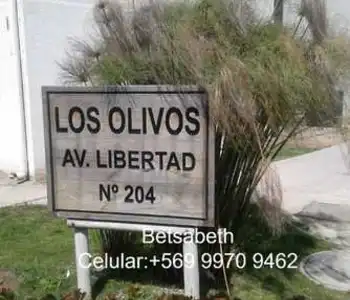 LOS OLIVOS
AV. LIBERTAD
Nº 204
Betsabeth
Celular:+569 9970 9462